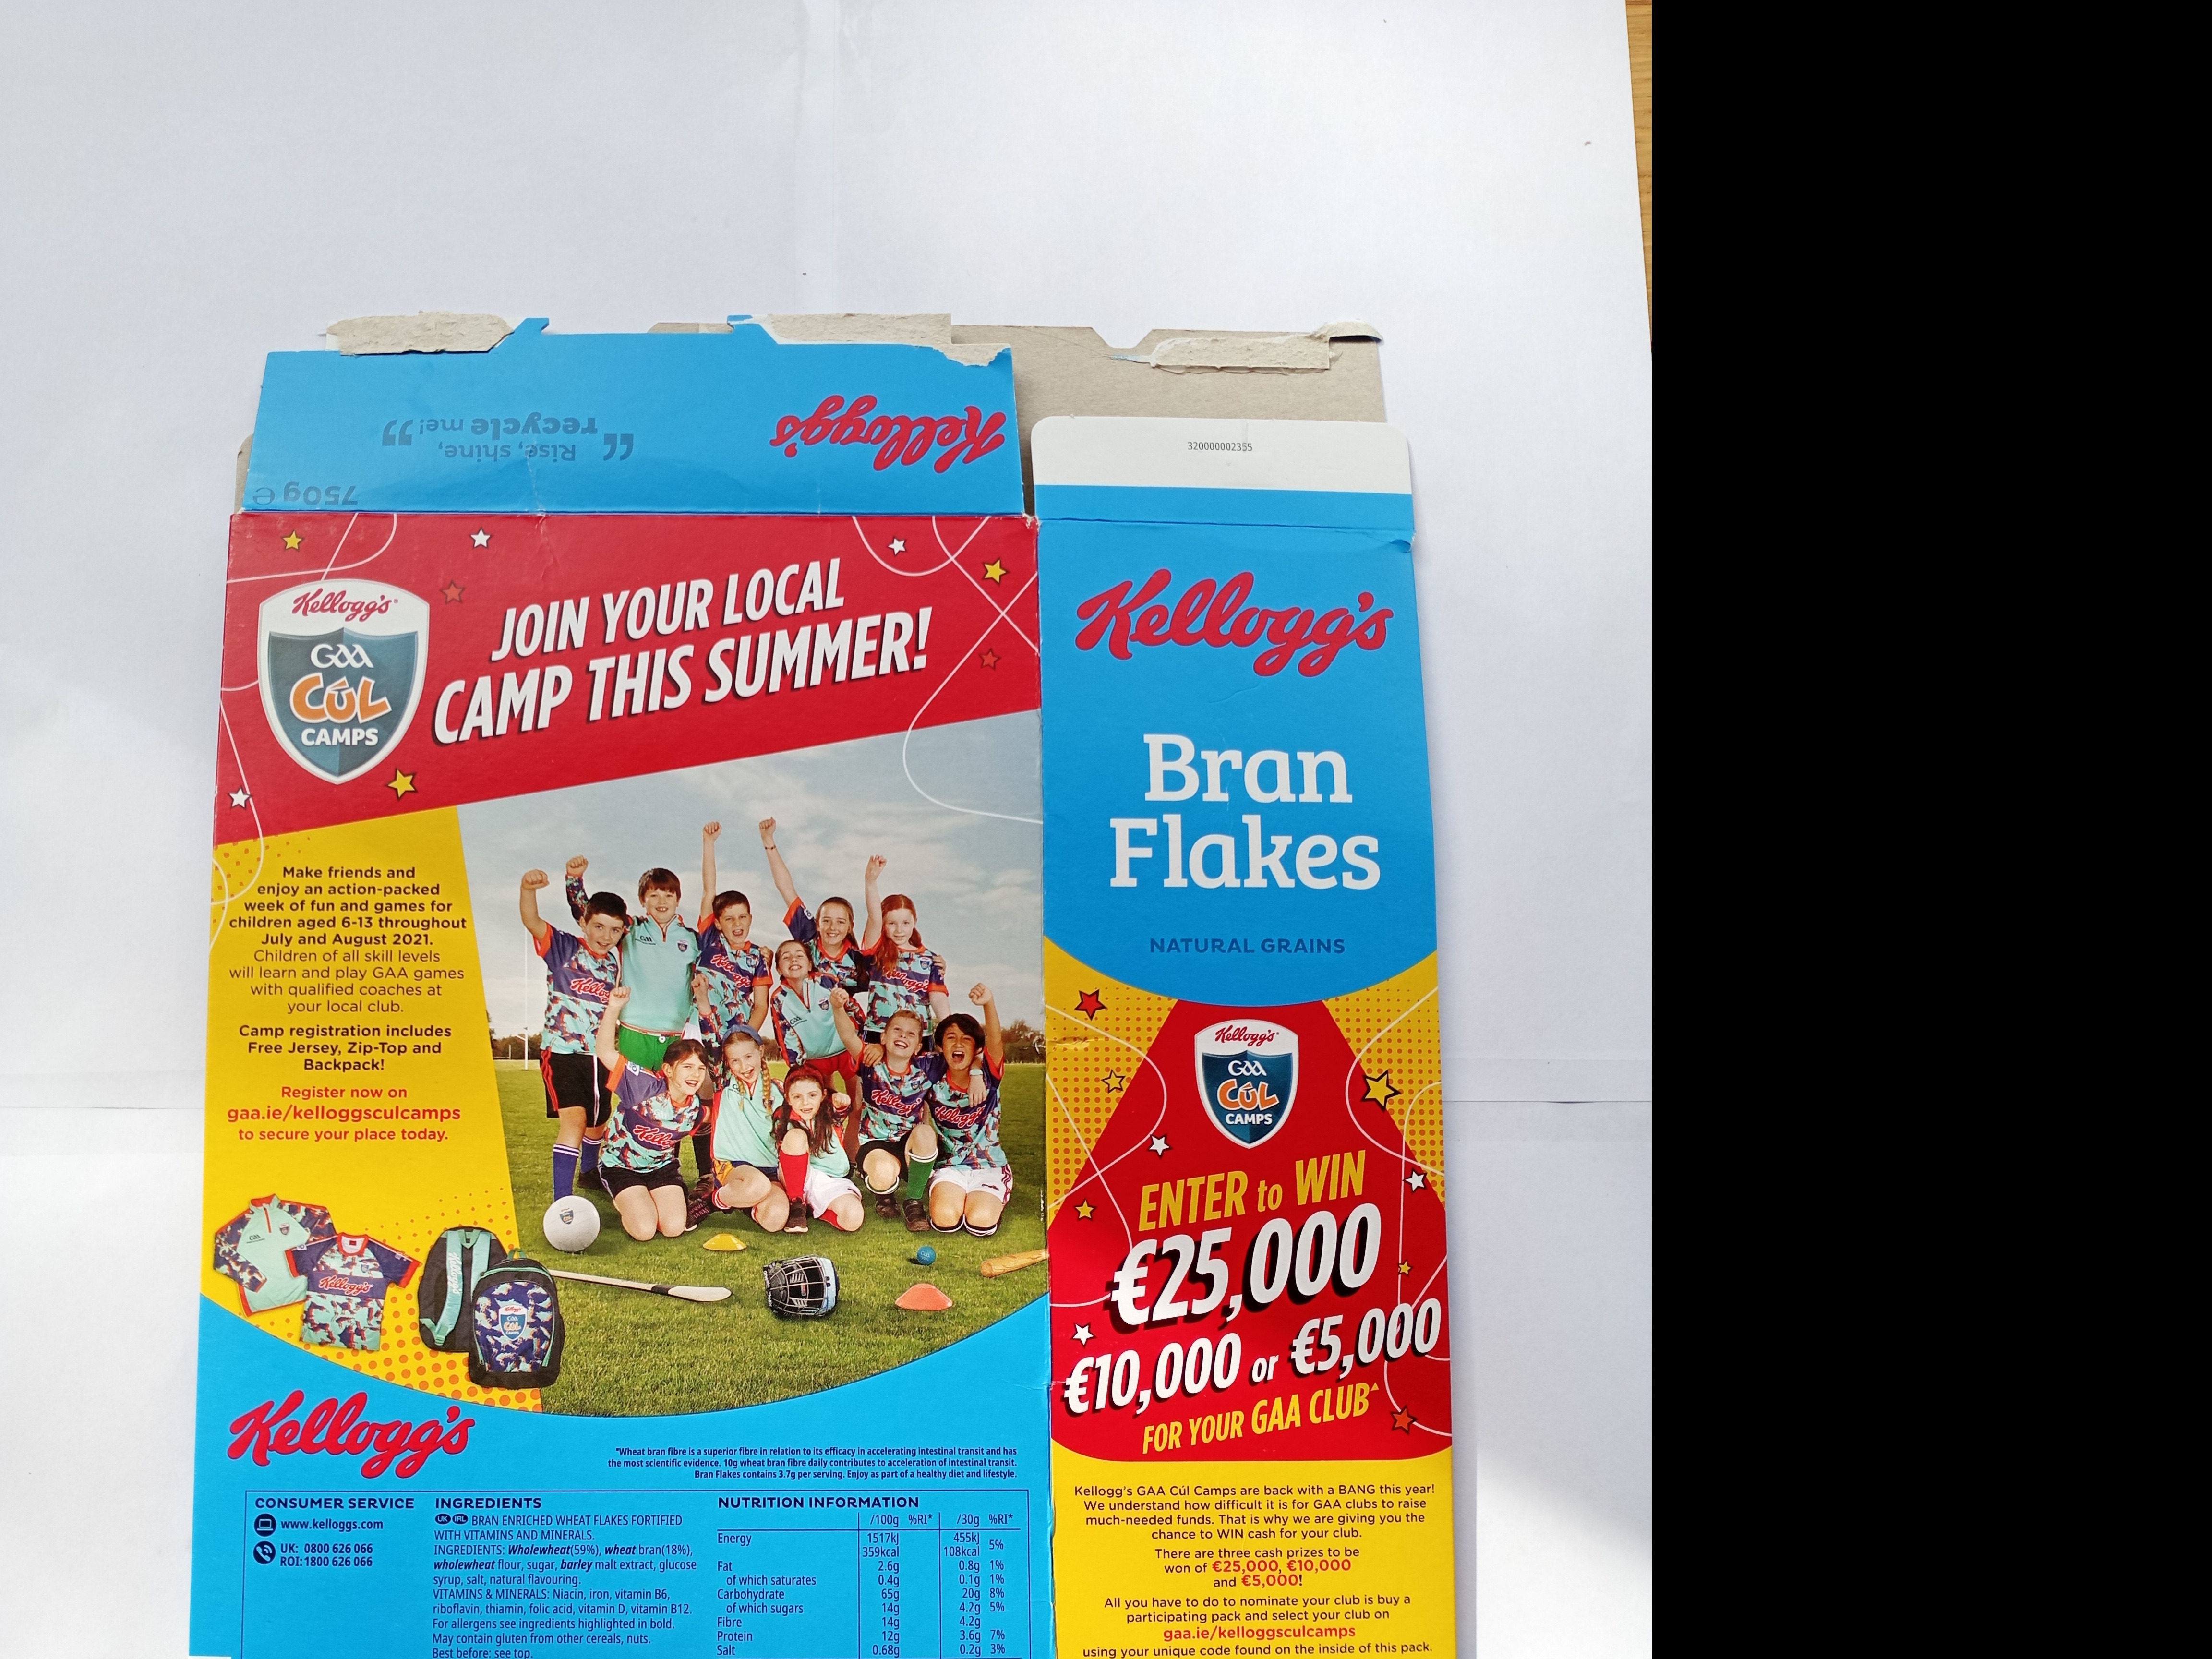 Kellogg's
"Rise, shine,
recycle me!"
750g e
320000002355
Kellogg's
GAA
CÚL
CAMPS
JOIN YOUR LOCAL
CAMP THIS SUMMER!
Make friends and
enjoy an action-packed
week of fun and games for
children aged 6-13 throughout
July and August 2021.
Children of all skill levels
will learn and play GAA games
with qualified coaches at
your local club.
Camp registration includes
Free Jersey, Zip-Top and
Backpack!
Register now on
gaa.ie/kelloggsculcamps
to secure your place today.
Kellogg's
Kellogg's
*Wheat bran fibre is a superior fibre in relation to its efficacy in accelerating intestinal transit and has
the most scientific evidence. 10g wheat bran fibre daily contributes to acceleration of intestinal transit.
Bran Flakes contains 3.7g per serving. Enjoy as part of a healthy diet and lifestyle.
CONSUMER SERVICE
www.kelloggs.com
UK: 0800 626 066
ROI: 1800 626 066
INGREDIENTS
UK IRL BRAN ENRICHED WHEAT FLAKES FORTIFIED
WITH VITAMINS AND MINERALS.
INGREDIENTS: Wholewheat(59%), wheat bran(18%),
wholewheat flour, sugar, barley malt extract, glucose
syrup, salt, natural flavouring.
VITAMINS & MINERALS: Niacin, iron, vitamin B6,
riboflavin, thiamin, folic acid, vitamin D, vitamin B12.
For allergens see ingredients highlighted in bold.
May contain gluten from other cereals, nuts.
Best before: see top.
NUTRITION INFORMATION
/100g %RI* /30g %RI*
Energy 1517kJ 455kJ
359kcal 108kcal 5%
Fat 2.6g 0.8g 1%
of which saturates 0.4g 0.1g 1%
Carbohydrate 65g 20g 8%
of which sugars 14g 4.2g 5%
Fibre 14g 4.2g
Protein 12g 3.6g 7%
Salt 0.68g 0.2g 3%
Kellogg's
Bran
Flakes
NATURAL GRAINS
Kellogg's
GAA
CÚL
CAMPS
ENTER to WIN
€25,000
€10,000 or €5,000
FOR YOUR GAA CLUB▲
Kellogg's GAA Cúl Camps are back with a BANG this year!
We understand how difficult it is for GAA clubs to raise
much-needed funds. That is why we are giving you the
chance to WIN cash for your club.
There are three cash prizes to be
won of €25,000, €10,000
and €5,000!
All you have to do to nominate your club is buy a
participating pack and select your club on
gaa.ie/kelloggsculcamps
using your unique code found on the inside of this pack.